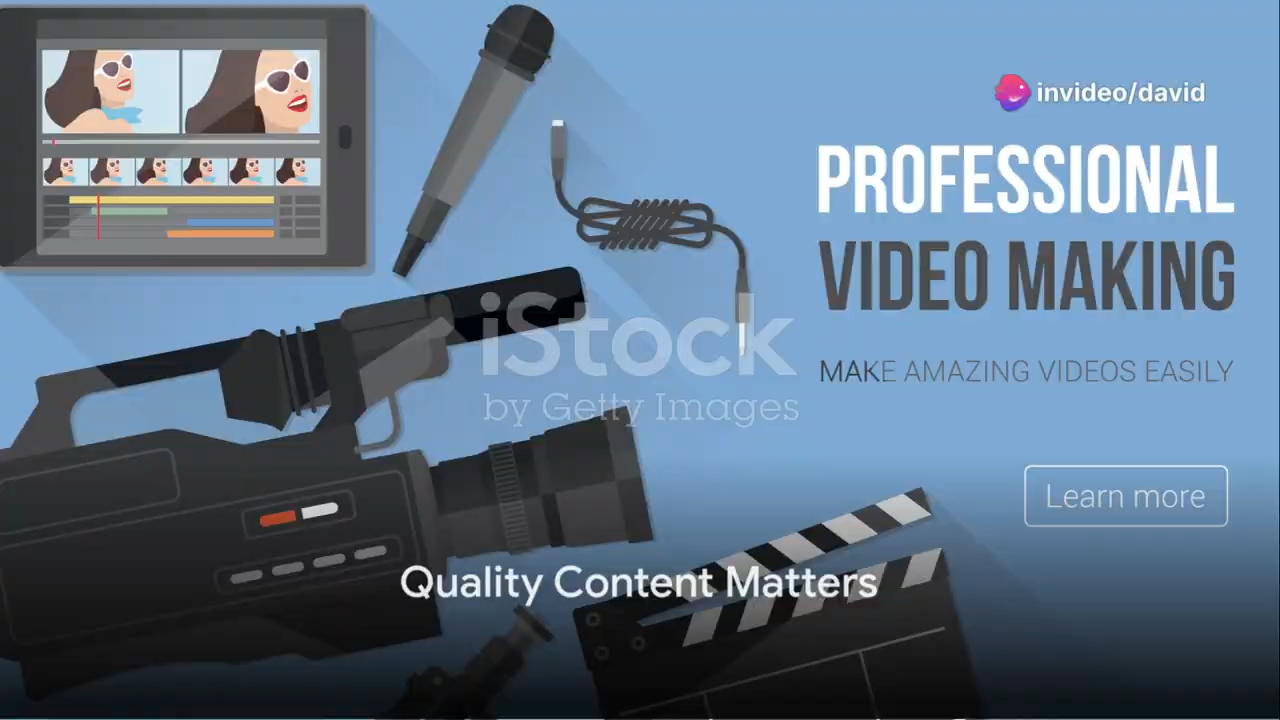 invideo/david
PROFESSIONAL
VIDEO MAKING
iStock
MAKE AMAZING VIDEOS EASILY
by Getty Images
Learn more
Quality Content Matters